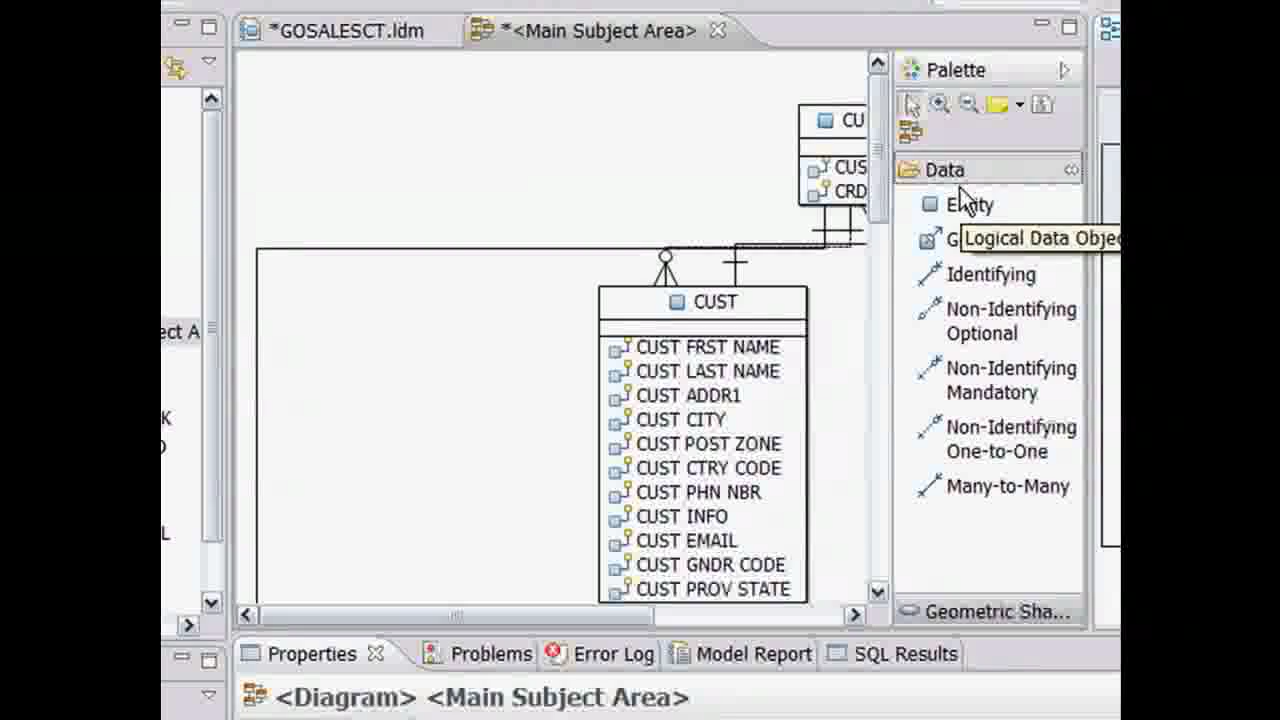 *GOSALESCT.ldm
*<Main Subject Area>
Palette
CU
CUS
CRD
Data
Logical Data Objec
Identifying
Non-Identifying
Optional
Non-Identifying
Mandatory
Non-Identifying
One-to-One
Many-to-Many
Geometric Sha...
ect A
K
L
CUST
CUST FRST NAME
CUST LAST NAME
CUST ADDR1
CUST CITY
CUST POST ZONE
CUST CTRY CODE
CUST PHN NBR
CUST INFO
CUST EMAIL
CUST GNDR CODE
CUST PROV STATE
Properties
Problems
Error Log
Model Report
SQL Results
<Diagram> <Main Subject Area>